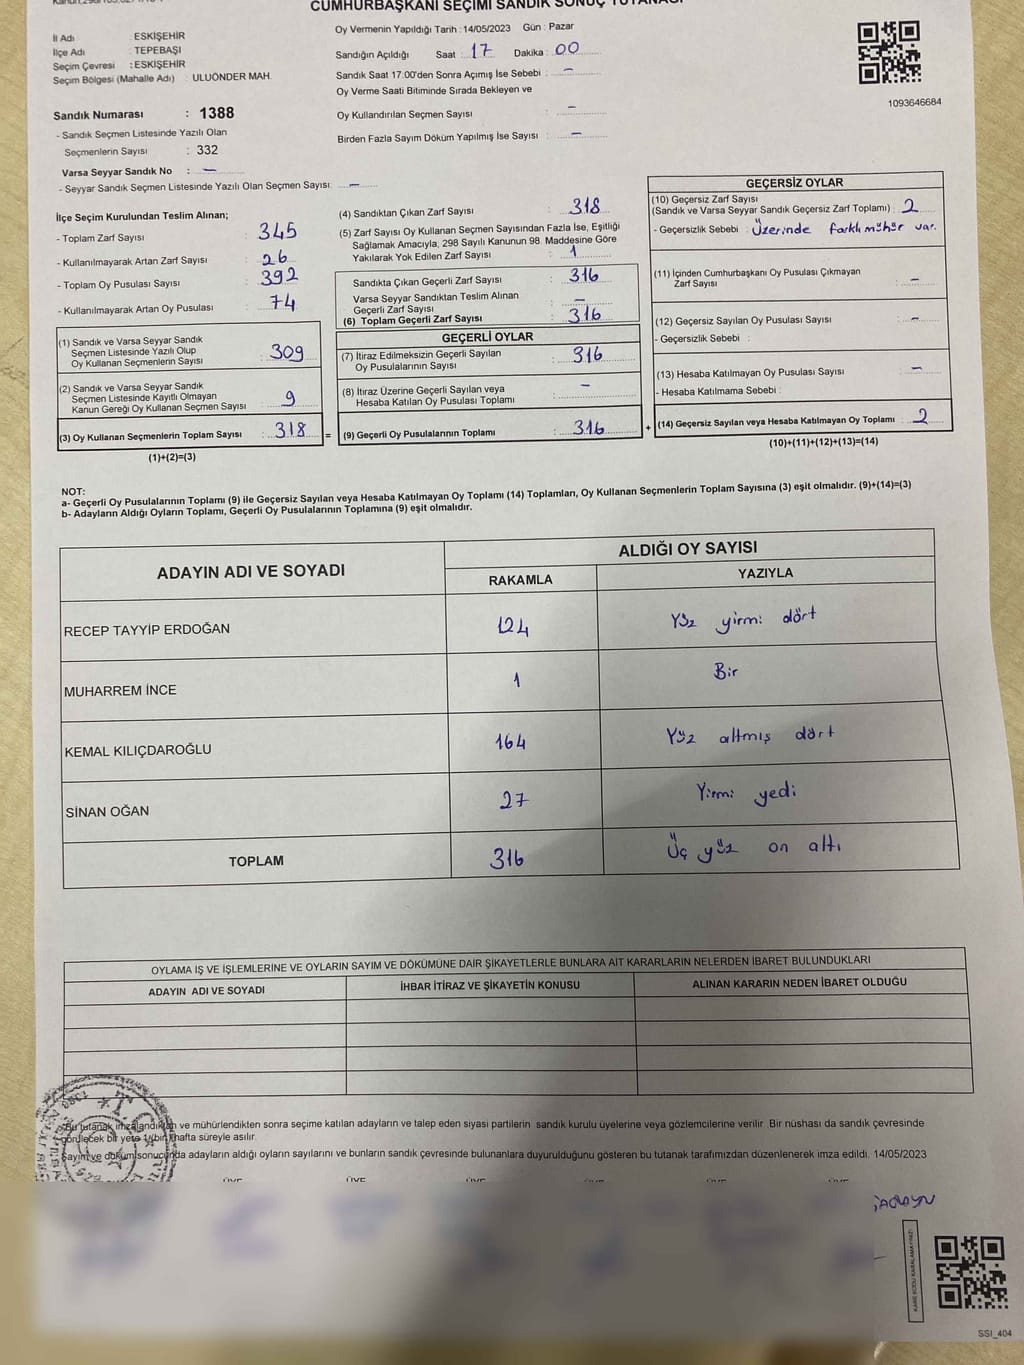 CUMHURBAŞKANI SEÇİMİ SANDIK SONUÇ TUTANAĞI
Oy Vermenin Yapıldığı Tarih : 14/05/2023 Gün : Pazar
İl Adı : ESKİŞEHİR
İlçe Adı : TEPEBAŞI
Seçim Çevresi : ESKİŞEHİR
Seçim Bölgesi (Mahalle Adı) : ULUÖNDER MAH.
Sandık Numarası : 1388
- Sandık Seçmen Listesinde Yazılı Olan
Seçmenlerin Sayısı : 332
Varsa Seyyar Sandık No : –
- Seyyar Sandık Seçmen Listesinde Yazılı Olan Seçmen Sayısı: –
Sandığın Açıldığı Saat : 17 Dakika : 00
Sandık Saat 17:00'den Sonra Açımış İse Sebebi : –
Oy Verme Saati Bitiminde Sırada Bekleyen ve
Oy Kullandırılan Seçmen Sayısı : –
Birden Fazla Sayım Döküm Yapılmış İse Sayısı : –
1093646684
İlçe Seçim Kurulundan Teslim Alınan;
- Toplam Zarf Sayısı : 345
- Kullanılmayarak Artan Zarf Sayısı : 26
- Toplam Oy Pusulası Sayısı : 392
- Kullanılmayarak Artan Oy Pusulası : 74
(1) Sandık ve Varsa Seyyar Sandık
Seçmen Listesinde Yazılı Olup
Oy Kullanan Seçmenlerin Sayısı : 309
(2) Sandık ve Varsa Seyyar Sandık
Seçmen Listesinde Kayıtlı Olmayan
Kanun Gereği Oy Kullanan Seçmen Sayısı : 9
(3) Oy Kullanan Seçmenlerin Toplam Sayısı : 318 =
(1)+(2)=(3)
(4) Sandıktan Çıkan Zarf Sayısı : 318
(5) Zarf Sayısı Oy Kullanan Seçmen Sayısından Fazla İse, Eşitliği
Sağlamak Amacıyla, 298 Sayılı Kanunun 98. Maddesine Göre
Yakılarak Yok Edilen Zarf Sayısı : 1
Sandıkta Çıkan Geçerli Zarf Sayısı : 316
Varsa Seyyar Sandıktan Teslim Alınan
Geçerli Zarf Sayısı : –
(6) Toplam Geçerli Zarf Sayısı : 316
GEÇERLİ OYLAR
(7) İtiraz Edilmeksizin Geçerli Sayılan
Oy Pusulalarının Sayısı : 316
(8) İtiraz Üzerine Geçerli Sayılan veya
Hesaba Katılan Oy Pusulası Toplamı : –
(9) Geçerli Oy Pusulalarının Toplamı : 316 +
GEÇERSİZ OYLAR
(10) Geçersiz Zarf Sayısı
(Sandık ve Varsa Seyyar Sandık Geçersiz Zarf Toplamı) : 2
- Geçersizlik Sebebi : Üzerinde farklı mühür var.
(11) İçinden Cumhurbaşkanı Oy Pusulası Çıkmayan
Zarf Sayısı : –
(12) Geçersiz Sayılan Oy Pusulası Sayısı : –
- Geçersizlik Sebebi :
(13) Hesaba Katılmayan Oy Pusulası Sayısı : –
- Hesaba Katılmama Sebebi :
(14) Geçersiz Sayılan veya Hesaba Katılmayan Oy Toplamı : 2
(10)+(11)+(12)+(13)=(14)
NOT:
a- Geçerli Oy Pusulalarının Toplamı (9) ile Geçersiz Sayılan veya Hesaba Katılmayan Oy Toplamı (14) Toplamları, Oy Kullanan Seçmenlerin Toplam Sayısına (3) eşit olmalıdır. (9)+(14)=(3)
b- Adayların Aldığı Oyların Toplamı, Geçerli Oy Pusulalarının Toplamına (9) eşit olmalıdır.
ADAYIN ADI VE SOYADI
ALDIĞI OY SAYISI
RAKAMLA YAZIYLA
RECEP TAYYİP ERDOĞAN 124 Yüz yirmi dört
MUHARREM İNCE 1 Bir
KEMAL KILIÇDAROĞLU 164 Yüz altmış dört
SİNAN OĞAN 27 Yirmi yedi
TOPLAM 316 Üç yüz on altı
OYLAMA İŞ VE İŞLEMLERİNE VE OYLARIN SAYIM VE DÖKÜMÜNE DAİR ŞİKAYETLERLE BUNLARA AİT KARARLARIN NELERDEN İBARET BULUNDUKLARI
ADAYIN ADI VE SOYADI İHBAR İTİRAZ VE ŞİKAYETİN KONUSU ALINAN KARARIN NEDEN İBARET OLDUĞU
Bu tutanak imzalandıktan ve mühürlendikten sonra seçime katılan adayların ve talep eden siyasi partilerin sandık kurulu üyelerine veya gözlemcilerine verilir. Bir nüshası da sandık çevresinde
görülecek bir yere 1 (bir) hafta süreyle asılır.
Sayım ve döküm sonucunda adayların aldığı oyların sayılarını ve bunların sandık çevresinde bulunanlara duyurulduğunu gösteren bu tutanak tarafımızdan düzenlenerek imza edildi. 14/05/2023
ÜYE ÜYE ÜYE ÜYE ÜYE ÜYE
SSİ_404